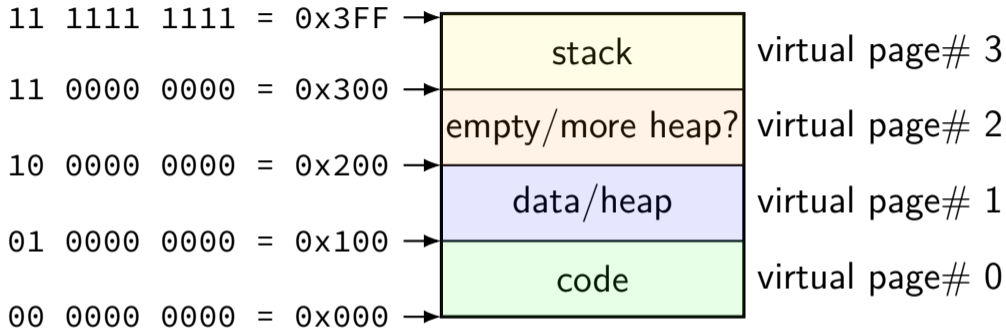 11 1111 1111 = 0x3FF
stack
virtual page# 3
11 0000 0000 = 0x300
empty/more heap?
virtual page# 2
10 0000 0000 = 0x200
data/heap
virtual page# 1
01 0000 0000 = 0x100
code
virtual page# 0
00 0000 0000 = 0x000